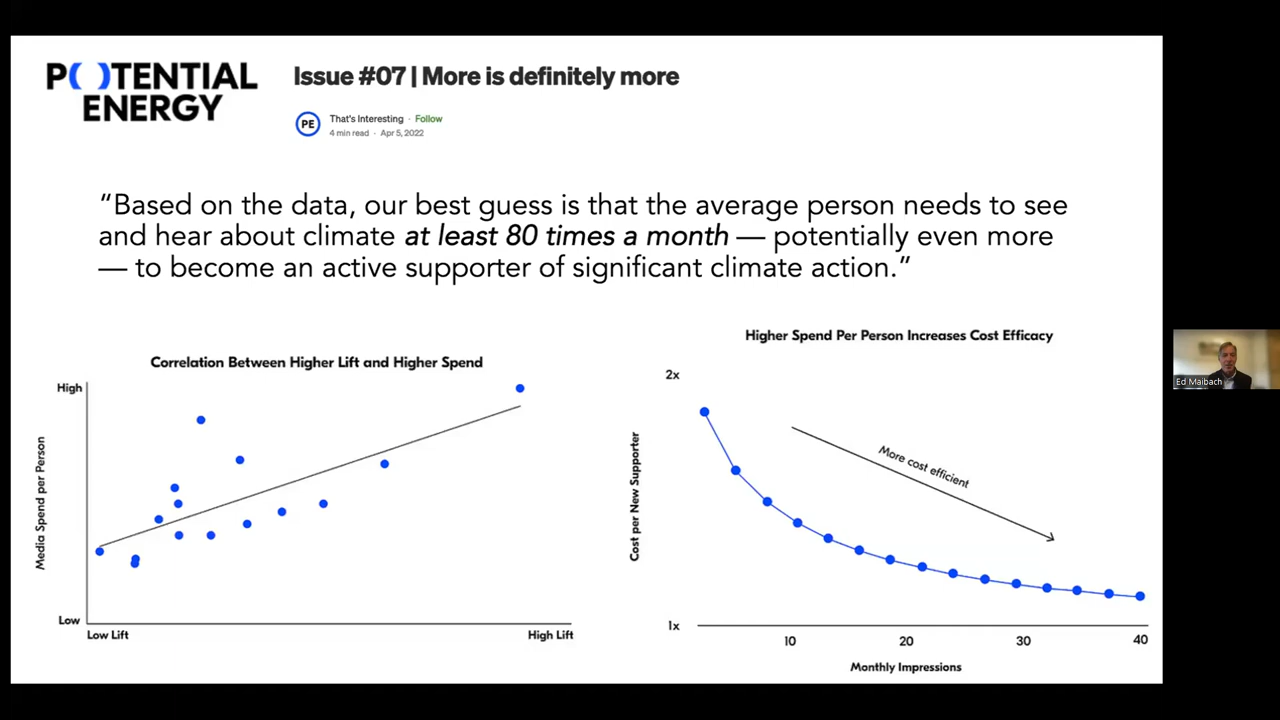 P()TENTIAL
ENERGY
Issue #07 | More is definitely more
PE
That's Interesting · Follow
4 min read · Apr 5, 2022
“Based on the data, our best guess is that the average person needs to see
and hear about climate at least 80 times a month — potentially even more
— to become an active supporter of significant climate action.”
Correlation Between Higher Lift and Higher Spend
High
Media Spend per Person
Low
Low Lift
High Lift
Higher Spend Per Person Increases Cost Efficacy
2x
Cost per New Supporter
More cost efficient
1x
10
20
30
40
Monthly Impressions
Ed Maibach